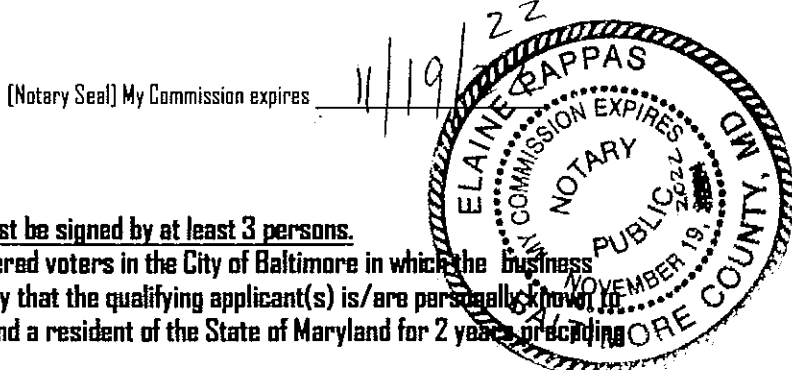 [Notary Seal] My Commission expires 11/19/22
22
ELAINE PAPPAS
BALTIMORE COUNTY, MD
MY COMMISSION EXPIRES
NOVEMBER 19, 2022
NOTARY
PUBLIC
st be signed by at least 3 persons.
ered voters in the City of Baltimore in which the business
y that the qualifying applicant(s) is/are personally known to
nd a resident of the State of Maryland for 2 years preceding